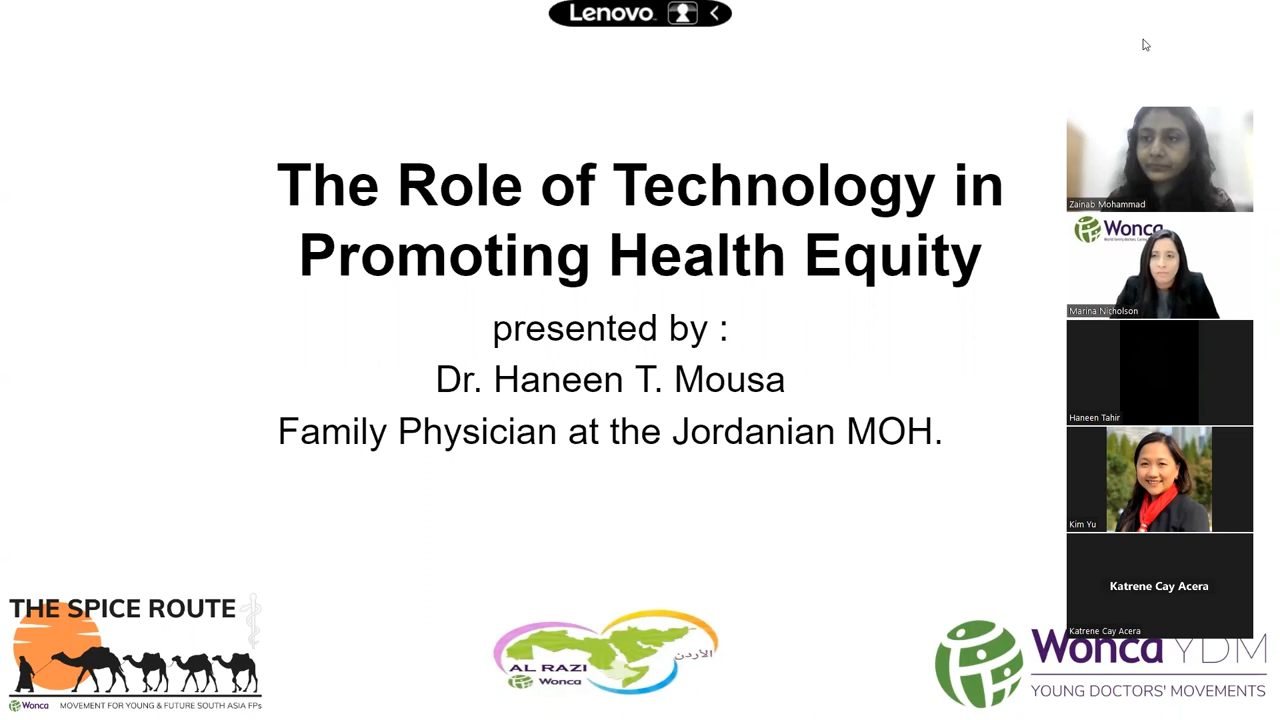 Lenovo
The Role of Technology in
Promoting Health Equity
presented by :
Dr. Haneen T. Mousa
Family Physician at the Jordanian MOH.
Zainab Mohammad
Wonca
Marina Nicholson
Haneen Tahir
Kim Yu
Katrene Cay Acera
Katrene Cay Acera
THE SPICE ROUTE
Wonca
MOVEMENT FOR YOUNG & FUTURE SOUTH ASIA FPs
الأردن
AL RAZI
Wonca
Wonca YDM
YOUNG DOCTORS' MOVEMENTS